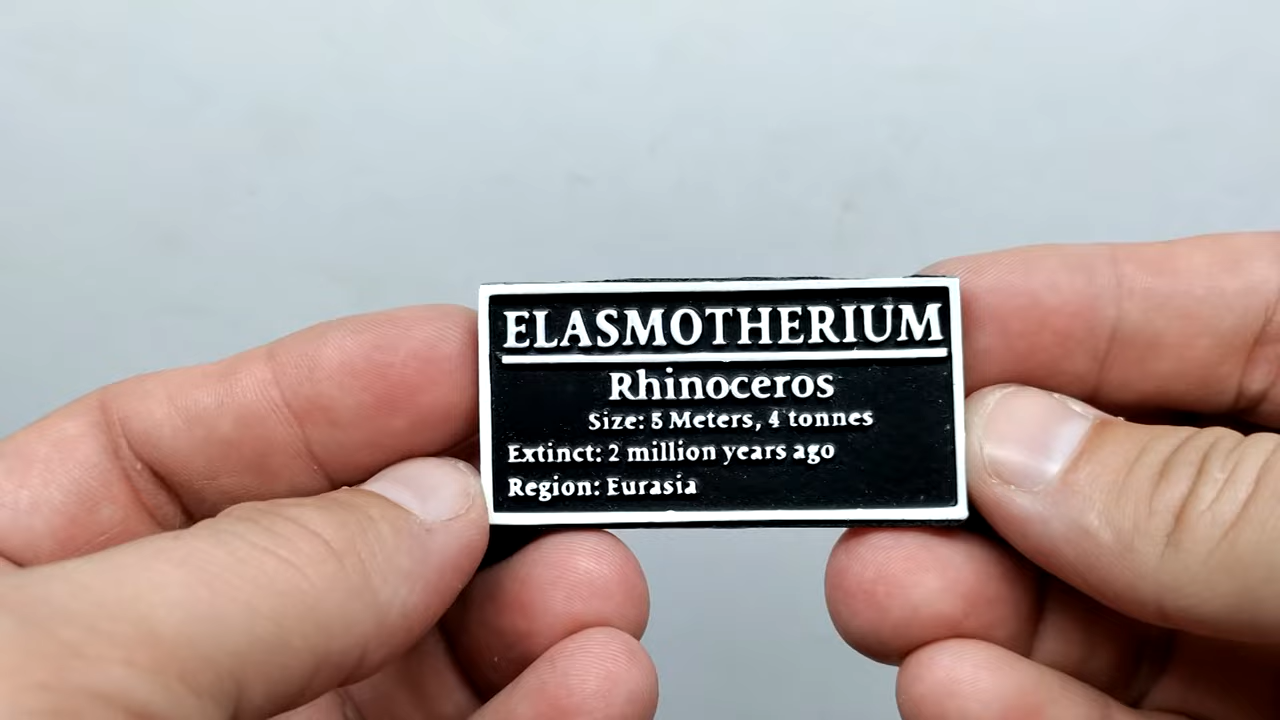 ELASMOTHERIUM
Rhinoceros
Size: 5 Meters, 4 tonnes
Extinct: 2 million years ago
Region: Eurasia